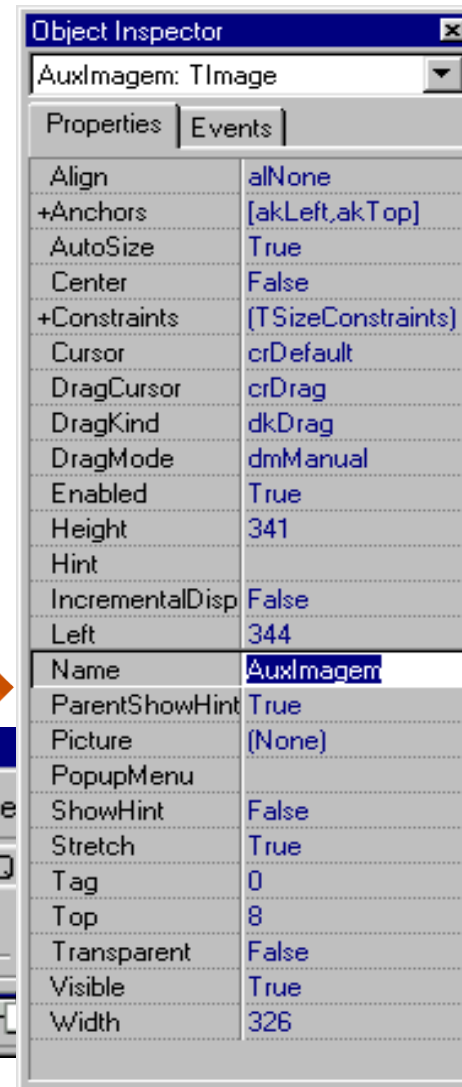 Object Inspector
AuxImagem: TImage
Properties Events
Align alNone
+Anchors [akLeft,akTop]
AutoSize True
Center False
+Constraints (TSizeConstraints)
Cursor crDefault
DragCursor crDrag
DragKind dkDrag
DragMode dmManual
Enabled True
Height 341
Hint
IncrementalDisp False
Left 344
Name AuxImagem
ParentShowHint True
Picture (None)
PopupMenu
ShowHint False
Stretch True
Tag 0
Top 8
Transparent False
Visible True
Width 326